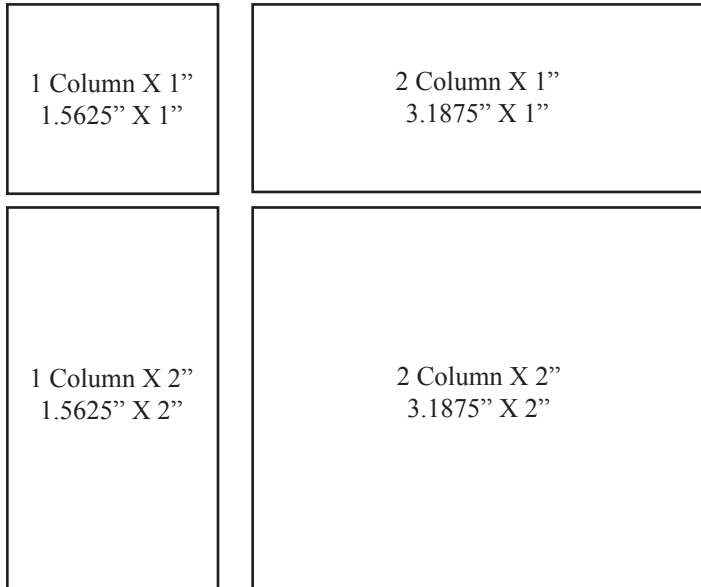 1 Column X 1”
1.5625” X 1”
2 Column X 1”
3.1875” X 1”
1 Column X 2”
1.5625” X 2”
2 Column X 2”
3.1875” X 2”